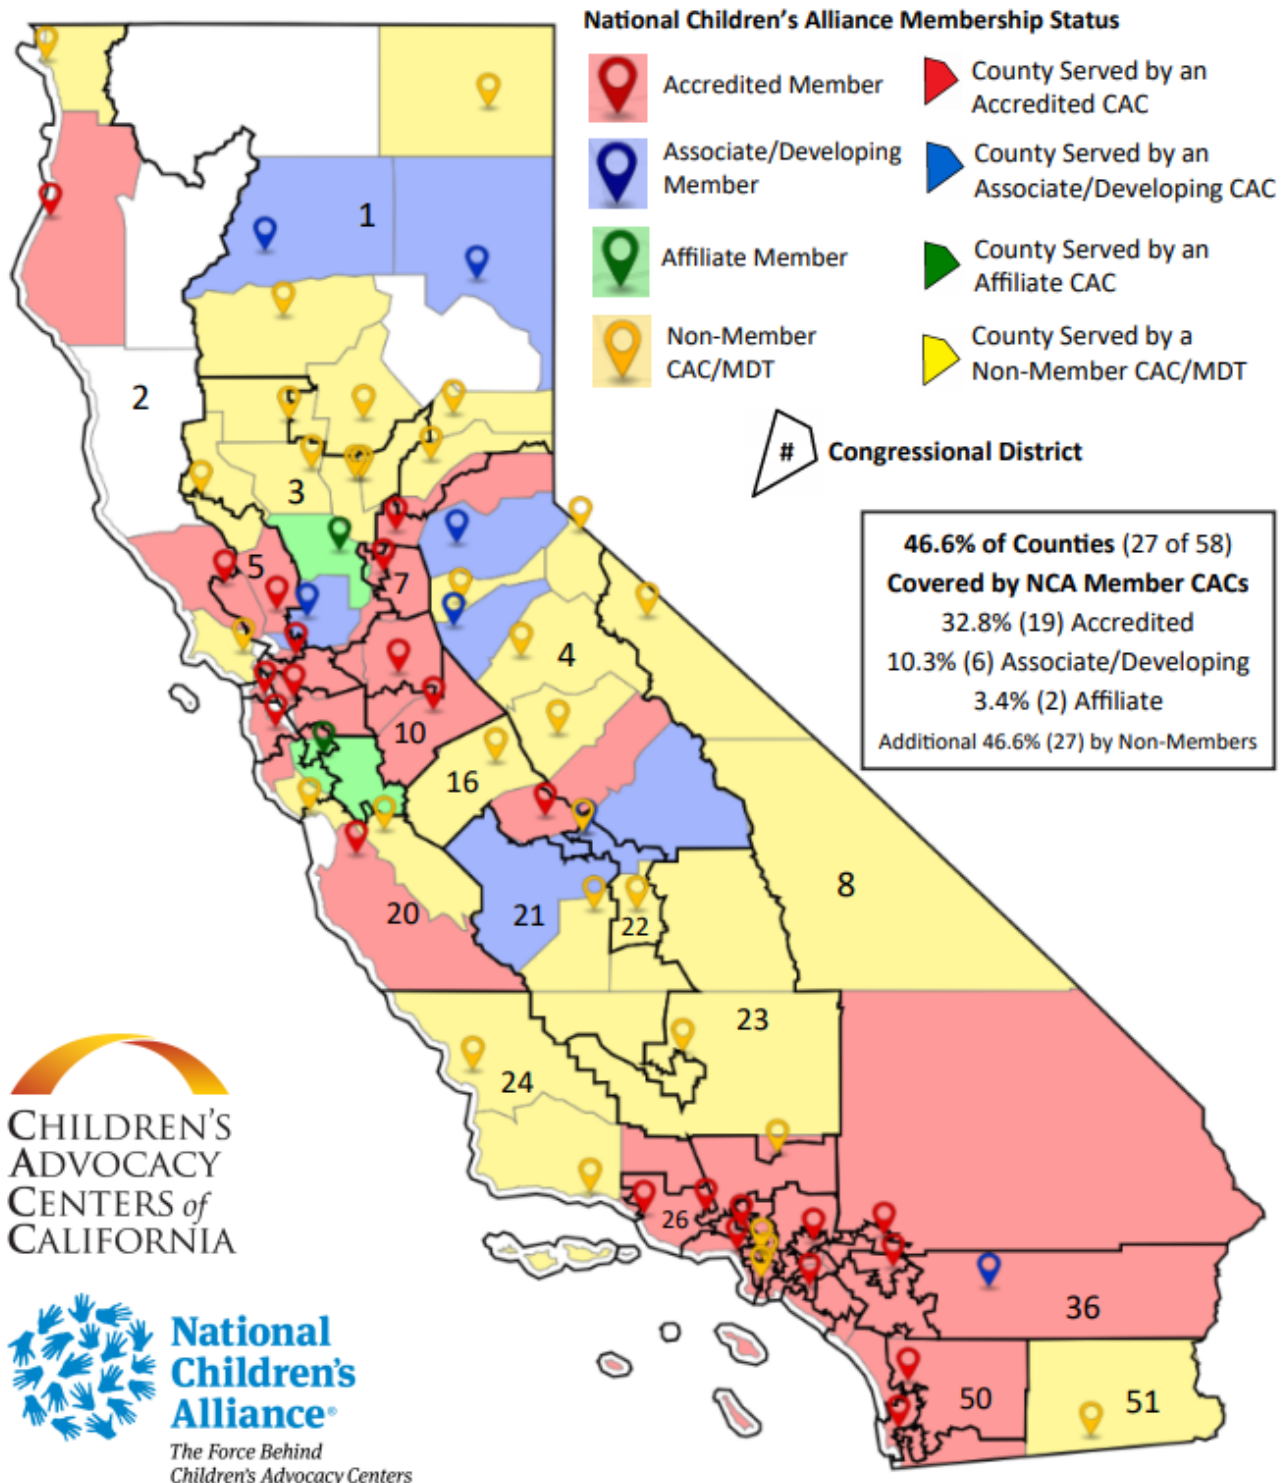 National Children's Alliance Membership Status
Accredited Member
County Served by an
Accredited CAC
Associate/Developing
Member
County Served by an
Associate/Developing CAC
Affiliate Member
County Served by an
Affiliate CAC
Non-Member
CAC/MDT
County Served by a
Non-Member CAC/MDT
# Congressional District
46.6% of Counties (27 of 58)
Covered by NCA Member CACs
32.8% (19) Accredited
10.3% (6) Associate/Developing
3.4% (2) Affiliate
Additional 46.6% (27) by Non-Members
1
2
1
3
5
7
4
10
16
8
20
21
22
23
24
26
36
50
51
CHILDREN'S
ADVOCACY
CENTERS of
CALIFORNIA
National
Children's
Alliance®
The Force Behind
Children's Advocacy Centers